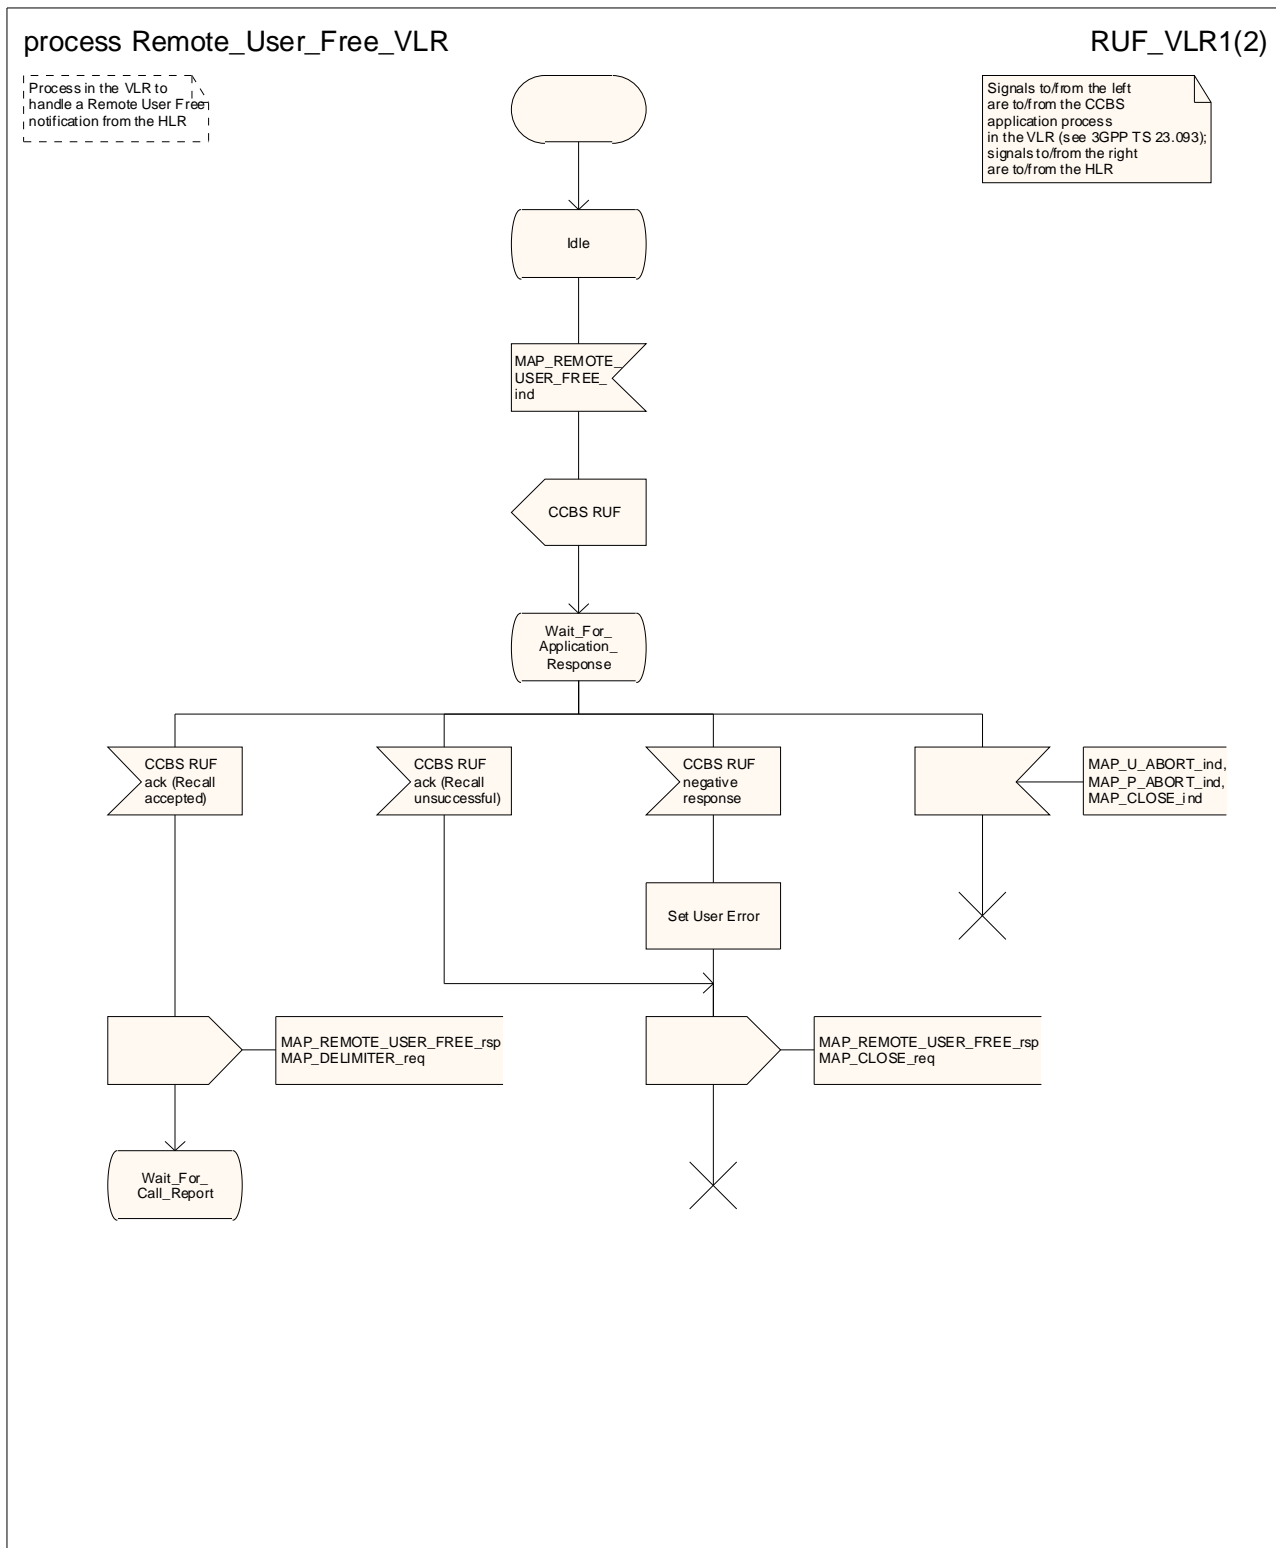 process Remote_User_Free_VLR
RUF_VLR1(2)
Process in the VLR to
handle a Remote User Free
notification from the HLR
Signals to/from the left
are to/from the CCBS
application process
in the VLR (see 3GPP TS 23.093);
signals to/from the right
are to/from the HLR
Idle
MAP_REMOTE_
USER_FREE_
ind
CCBS RUF
Wait_For_
Application_
Response
CCBS RUF
ack (Recall
accepted)
CCBS RUF
ack (Recall
unsuccessful)
CCBS RUF
negative
response
MAP_U_ABORT_ind,
MAP_P_ABORT_ind,
MAP_CLOSE_ind
Set User Error
MAP_REMOTE_USER_FREE_rsp
MAP_DELIMITER_req
MAP_REMOTE_USER_FREE_rsp
MAP_CLOSE_req
Wait_For_
Call_Report